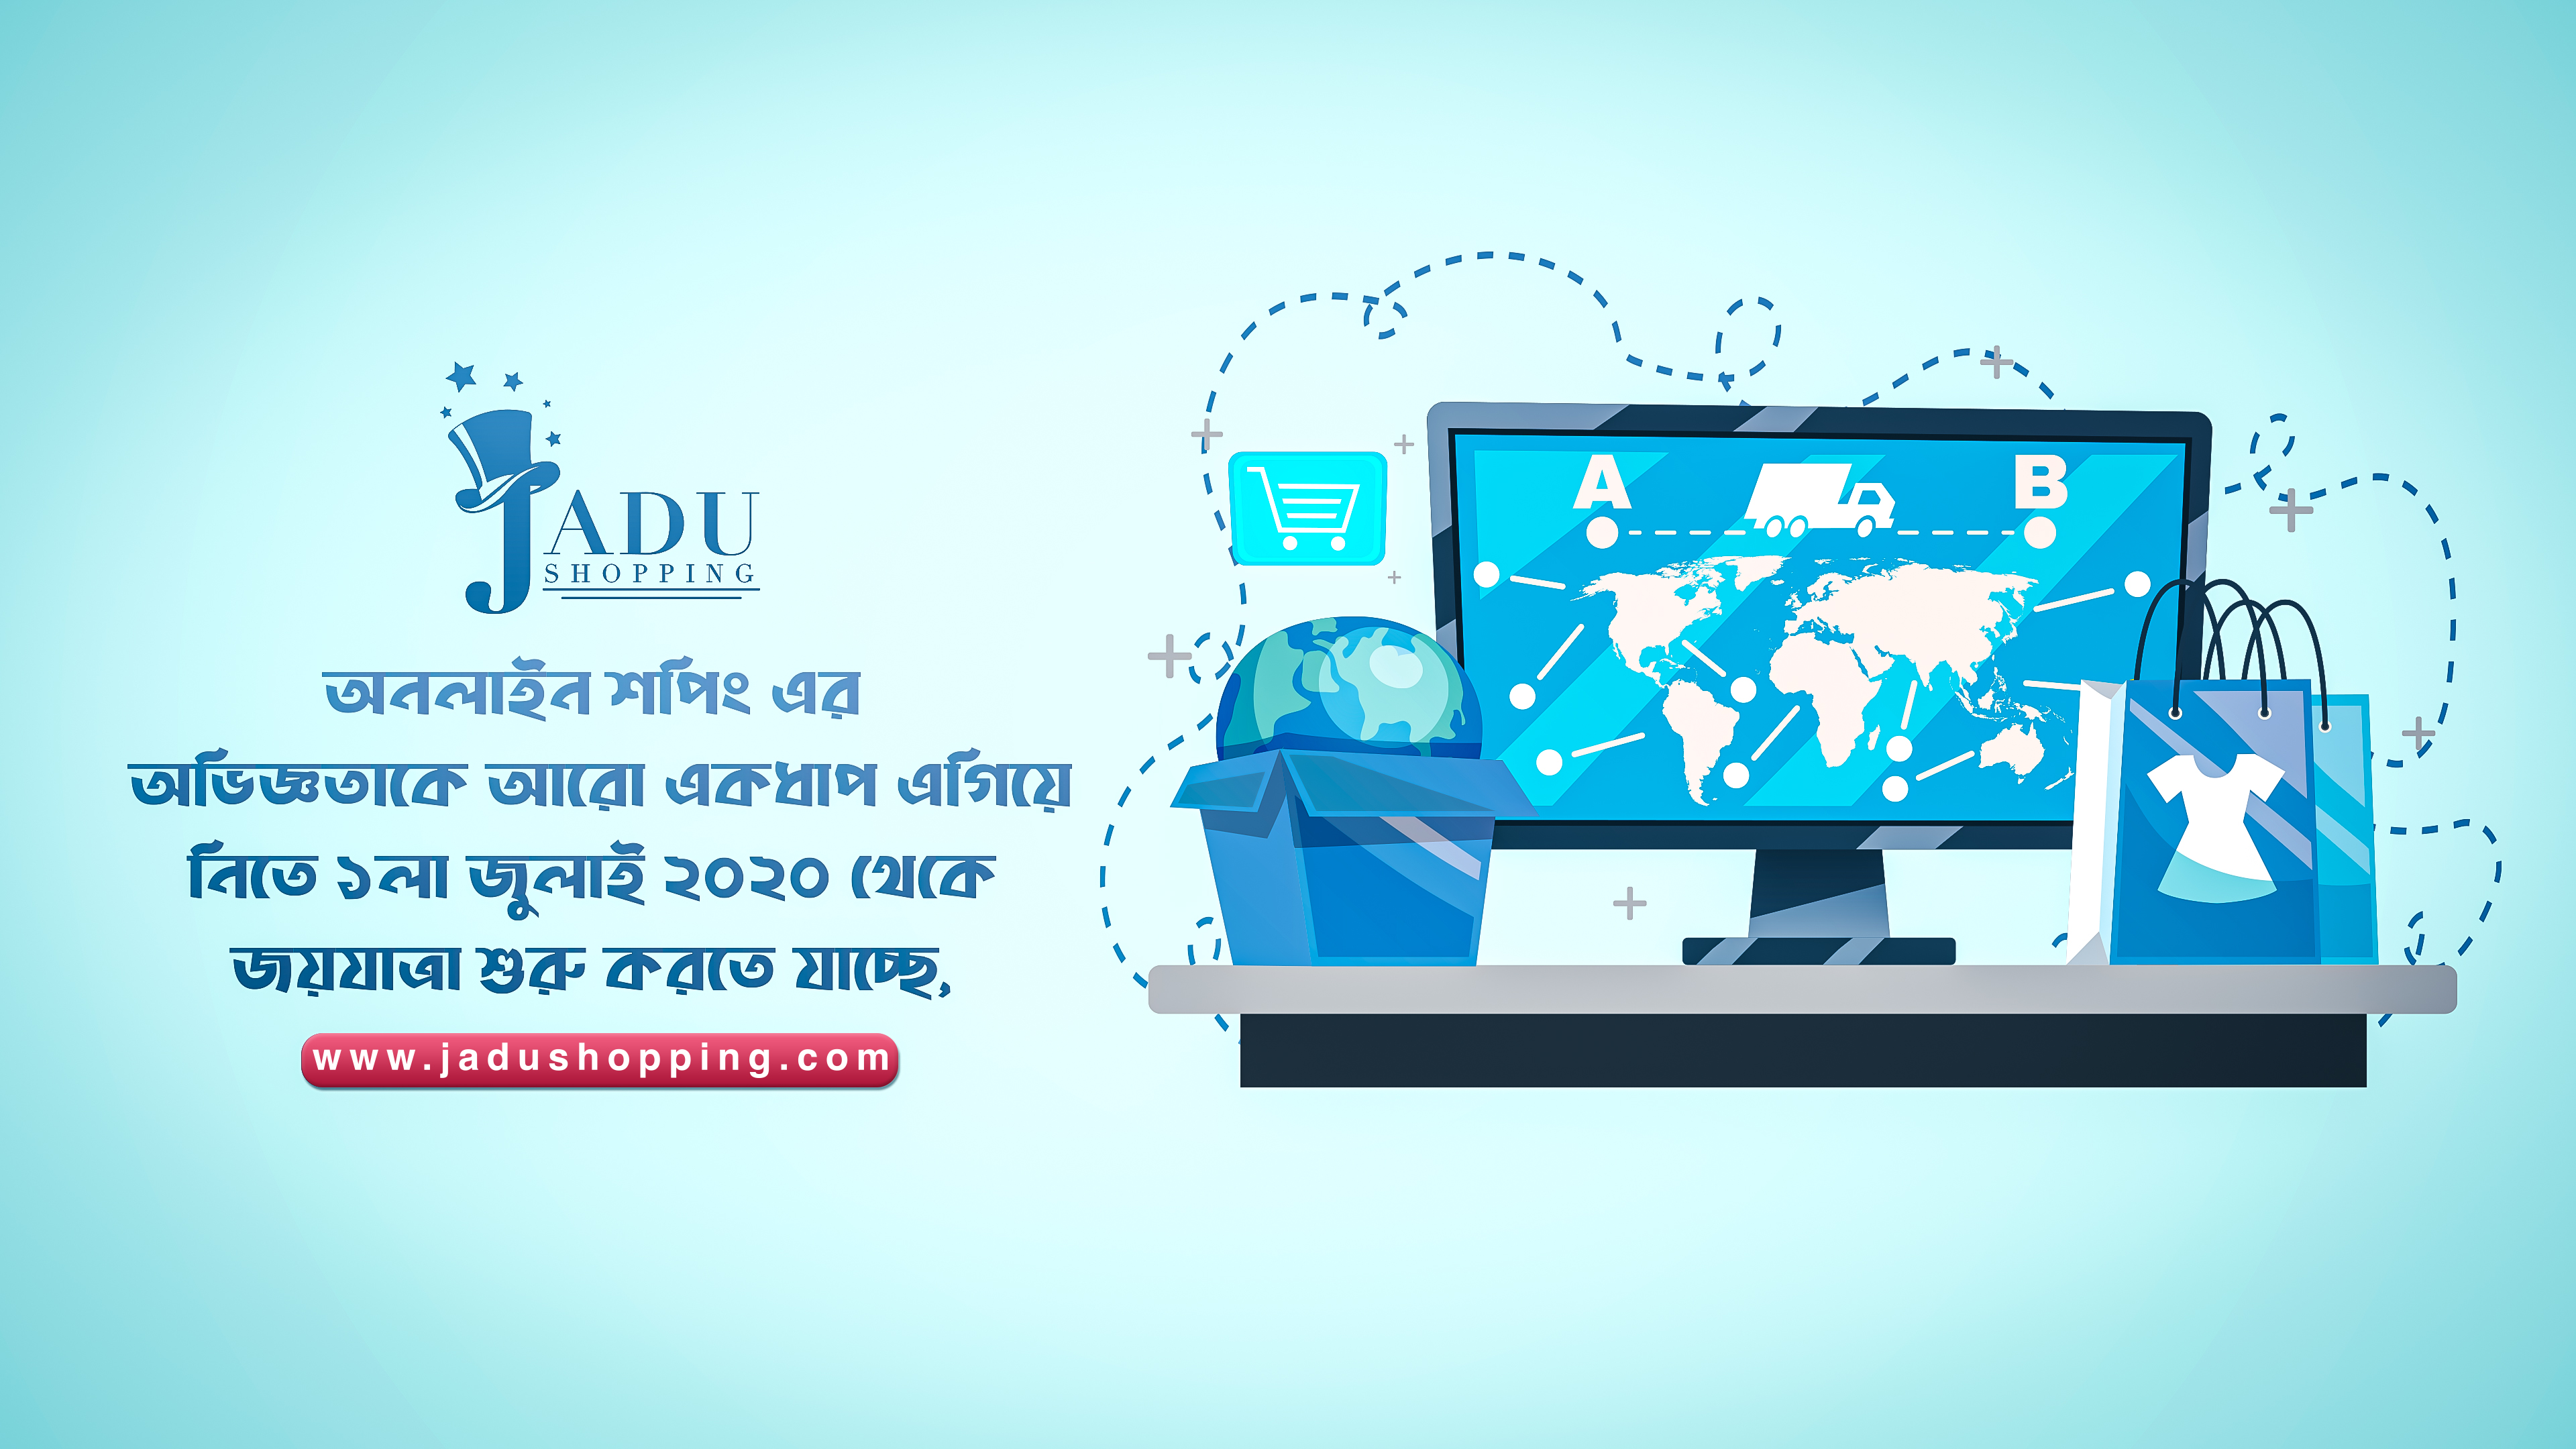 JADU
SHOPPING
অনলাইন শপিং এর
অভিজ্ঞতাকে আরো একধাপ এগিয়ে
নিতে ১লা জুলাই ২০২০ থেকে
জয়যাত্রা শুরু করতে যাচ্ছে,
www.jadushopping.com
A B